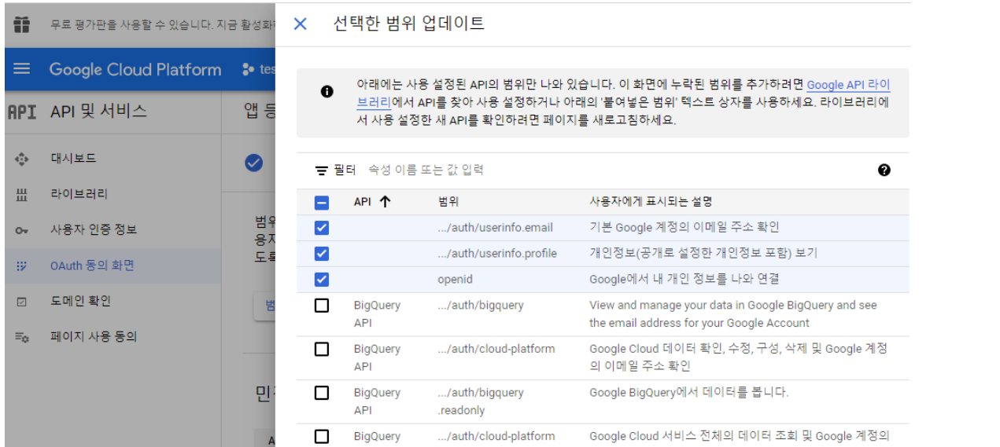 무료 평가판을 사용할 수 있습니다. 지금 활성화
선택한 범위 업데이트
Google Cloud Platform
tes
API API 및 서비스
앱 등
아래에는 사용 설정된 API의 범위만 나와 있습니다. 이 화면에 누락된 범위를 추가하려면 Google API 라이
브러리에서 API를 찾아 사용 설정하거나 아래의 '붙여넣은 범위' 텍스트 상자를 사용하세요. 라이브러리에
서 사용 설정한 새 API를 확인하려면 페이지를 새로고침하세요.
대시보드
라이브러리
사용자 인증 정보
OAuth 동의 화면
도메인 확인
페이지 사용 동의
범위
용자
도록
범
민
A
필터 속성 이름 또는 값 입력
API 범위 사용자에게 표시되는 설명
.../auth/userinfo.email 기본 Google 계정의 이메일 주소 확인
.../auth/userinfo.profile 개인정보(공개로 설정한 개인정보 포함) 보기
openid Google에서 내 개인 정보를 나와 연결
BigQuery .../auth/bigquery View and manage your data in Google BigQuery and see
API the email address for your Google Account
BigQuery .../auth/cloud-platform Google Cloud 데이터 확인, 수정, 구성, 삭제 및 Google 계정
API 의 이메일 주소 확인
BigQuery .../auth/bigquery Google BigQuery에서 데이터를 봅니다.
API .readonly
BigQuery .../auth/cloud-platform Google Cloud 서비스 전체의 데이터 조회 및 Google 계정의